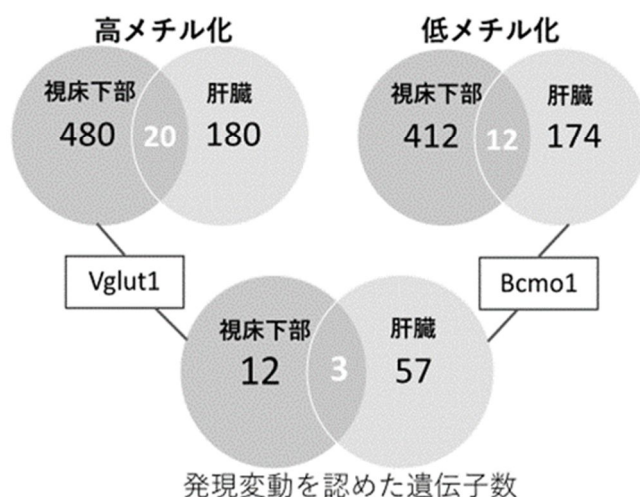 高メチル化
低メチル化
視床下部
肝臓
480
20
180
視床下部
肝臓
412
12
174
Vglut1
Bcmo1
視床下部
肝臓
12
3
57
発現変動を認めた遺伝子数